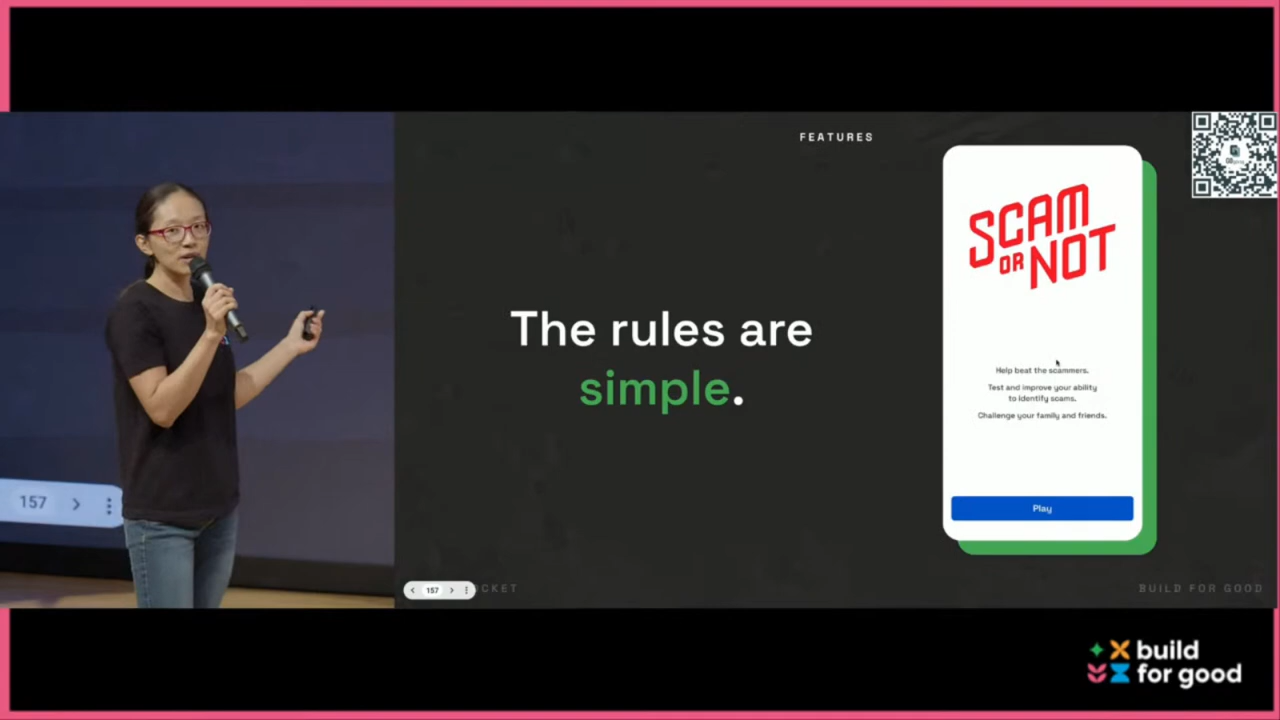 FEATURES
SCAM
OR NOT
The rules are
simple.
Help beat the scammers.
Test and improve your ability
to identify scams.
Challenge your family and friends.
Play
157
157
BUILD FOR GOOD
build
for good